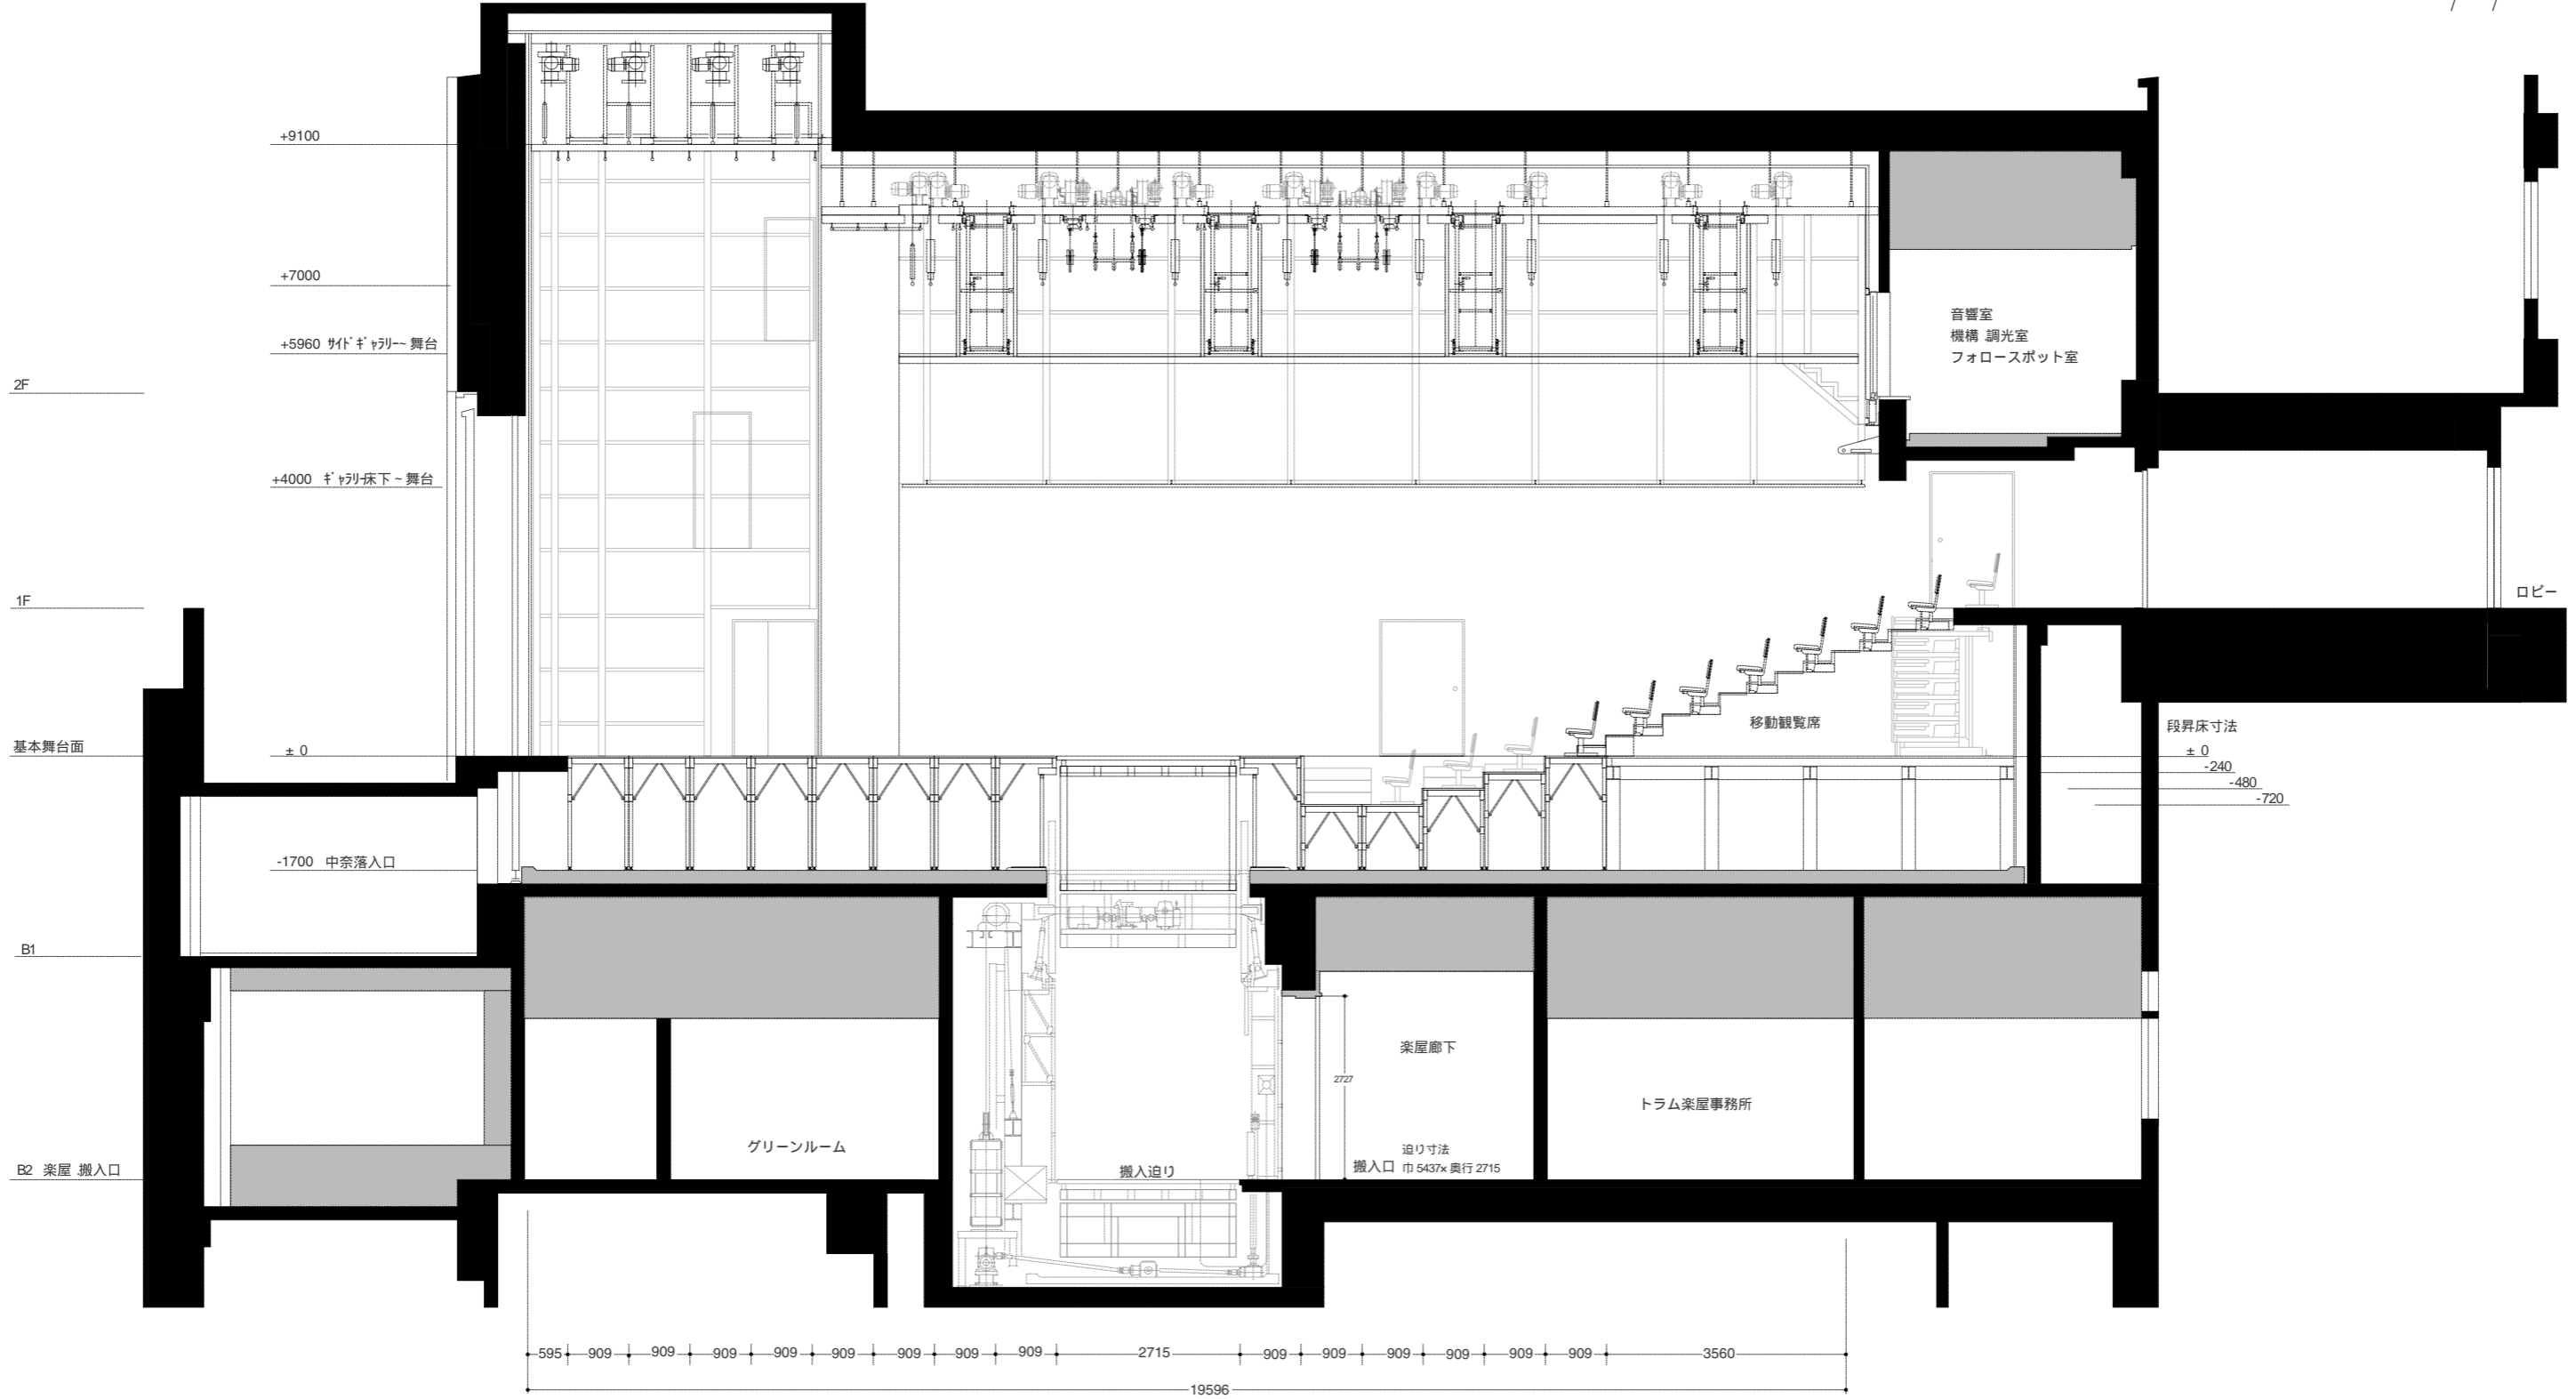 +9100
+7000
音響室
機構 調光室
フォロースポット室
+5960 サイドギャラリー~ 舞台
2F
+4000 ギャラリー床下 ~ 舞台
1F
ロビー
移動観覧席
段昇床寸法
基本舞台面
± 0
± 0
-240
-480
-720
-1700 中奈落入口
B1
楽屋廊下
2727
トラム楽屋事務所
グリーンルーム
迫り寸法
搬入口 巾 5437× 奥行 2715
搬入迫り
B2 楽屋 搬入口
595 909 909 909 909 909 909 909 909 2715 909 909 909 909 909 909 3560
19596